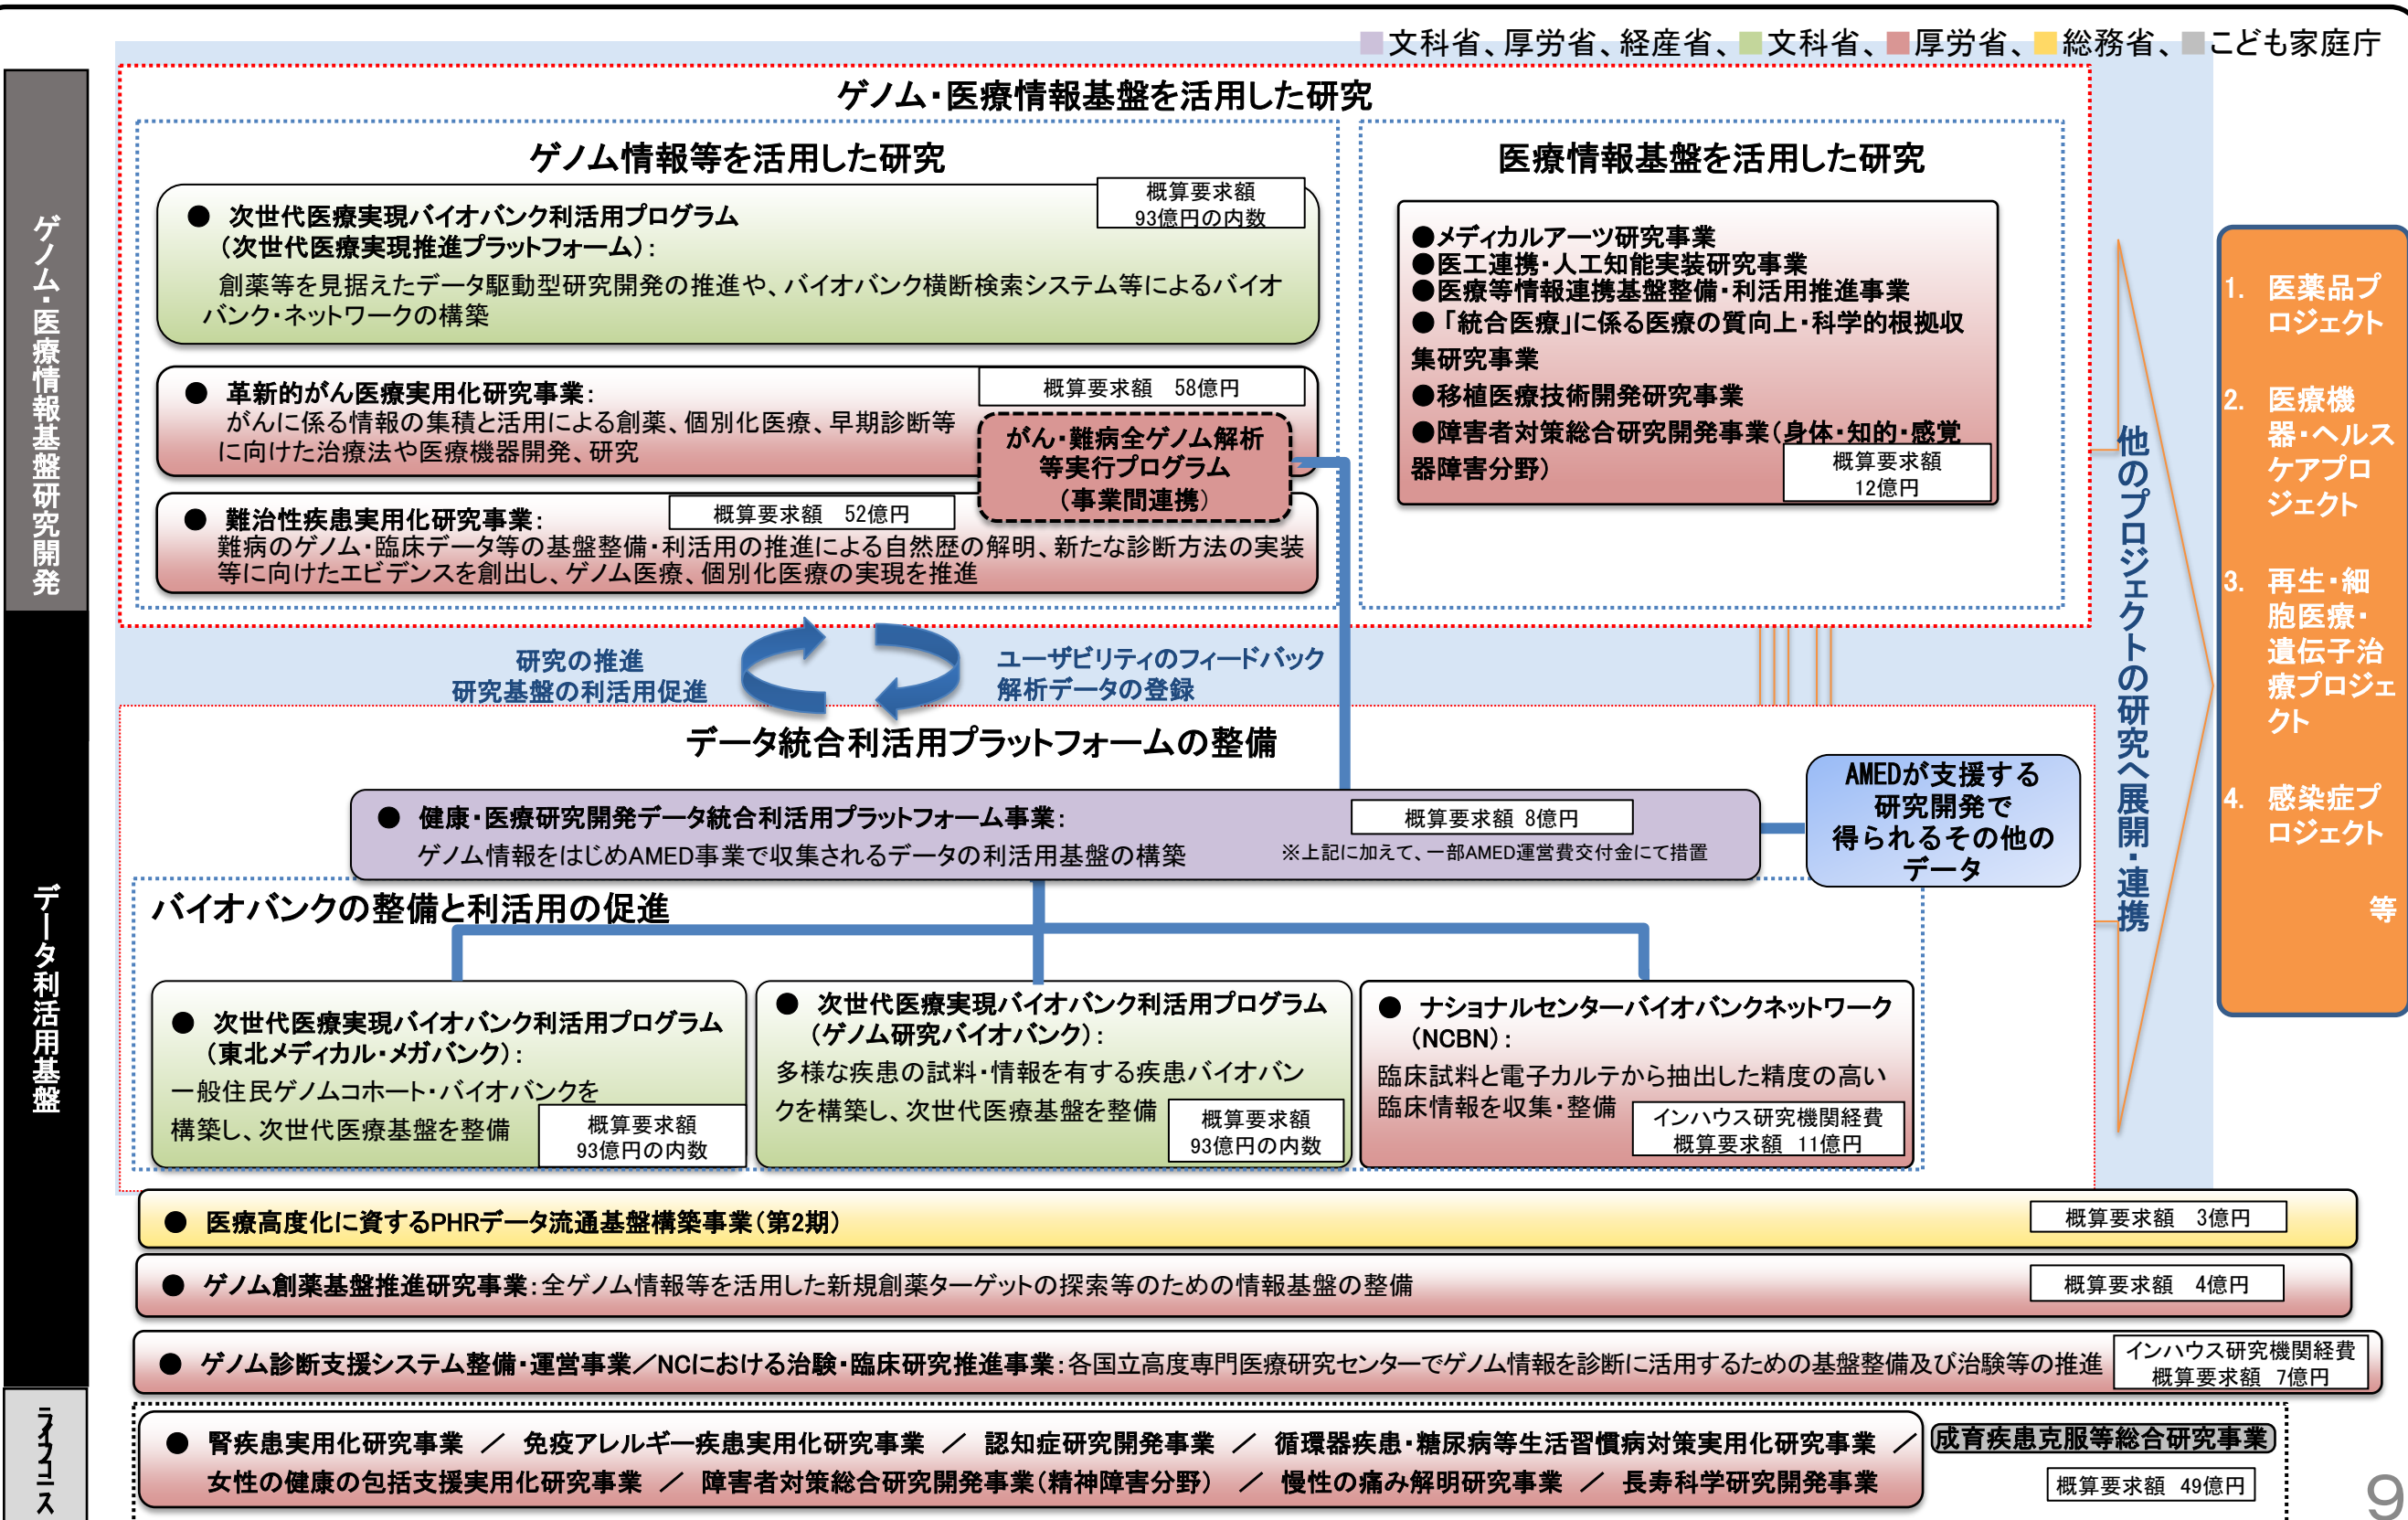 文科省、厚労省、経産省、文科省、厚労省、総務省、こども家庭庁
ゲノム・医療情報基盤研究開発
ゲノム・医療情報基盤を活用した研究
ゲノム情報等を活用した研究
● 次世代医療実現バイオバンク利活用プログラム
（次世代医療実現推進プラットフォーム）：
概算要求額
93億円の内数
創薬等を見据えたデータ駆動型研究開発の推進や、バイオバンク横断検索システム等によるバイオ
バンク・ネットワークの構築
● 革新的がん医療実用化研究事業：
概算要求額 58億円
がんに係る情報の集積と活用による創薬、個別化医療、早期診断等
に向けた治療法や医療機器開発、研究
がん・難病全ゲノム解析
等実行プログラム
（事業間連携）
● 難治性疾患実用化研究事業：
概算要求額 52億円
難病のゲノム・臨床データ等の基盤整備・利活用の推進による自然歴の解明、新たな診断方法の実装
等に向けたエビデンスを創出し、ゲノム医療、個別化医療の実現を推進
医療情報基盤を活用した研究
●メディカルアーツ研究事業
●医工連携・人工知能実装研究事業
●医療等情報連携基盤整備・利活用推進事業
●「統合医療」に係る医療の質向上・科学的根拠収
集研究事業
●移植医療技術開発研究事業
●障害者対策総合研究開発事業（身体・知的・感覚
器障害分野）
概算要求額
12億円
研究の推進
研究基盤の利活用促進
ユーザビリティのフィードバック
解析データの登録
データ利活用基盤
データ統合利活用プラットフォームの整備
● 健康・医療研究開発データ統合利活用プラットフォーム事業：
概算要求額 8億円
ゲノム情報をはじめAMED事業で収集されるデータの利活用基盤の構築
※上記に加えて、一部AMED運営費交付金にて措置
AMEDが支援する
研究開発で
得られるその他の
データ
バイオバンクの整備と利活用の促進
● 次世代医療実現バイオバンク利活用プログラム
（東北メディカル・メガバンク）：
一般住民ゲノムコホート・バイオバンクを
構築し、次世代医療基盤を整備
概算要求額
93億円の内数
● 次世代医療実現バイオバンク利活用プログラム
（ゲノム研究バイオバンク）：
多様な疾患の試料・情報を有する疾患バイオバン
クを構築し、次世代医療基盤を整備
概算要求額
93億円の内数
● ナショナルセンターバイオバンクネットワーク
（NCBN）：
臨床試料と電子カルテから抽出した精度の高い
臨床情報を収集・整備
インハウス研究機関経費
概算要求額 11億円
他のプロジェクトの研究へ展開・連携
1. 医薬品プ
ロジェクト
2. 医療機
器・ヘルス
ケアプロ
ジェクト
3. 再生・細
胞医療・
遺伝子治
療プロジェ
クト
4. 感染症プ
ロジェクト
等
● 医療高度化に資するPHRデータ流通基盤構築事業（第2期）
概算要求額 3億円
● ゲノム創薬基盤推進研究事業：全ゲノム情報等を活用した新規創薬ターゲットの探索等のための情報基盤の整備
概算要求額 4億円
● ゲノム診断支援システム整備・運営事業／NCにおける治験・臨床研究推進事業：各国立高度専門医療研究センターでゲノム情報を診断に活用するための基盤整備及び治験等の推進
インハウス研究機関経費
概算要求額 7億円
ライフコース
● 腎疾患実用化研究事業 ／ 免疫アレルギー疾患実用化研究事業 ／ 認知症研究開発事業 ／ 循環器疾患・糖尿病等生活習慣病対策実用化研究事業 ／
女性の健康の包括支援実用化研究事業 ／ 障害者対策総合研究開発事業（精神障害分野） ／ 慢性の痛み解明研究事業 ／ 長寿科学研究開発事業
成育疾患克服等総合研究事業
概算要求額 49億円
9